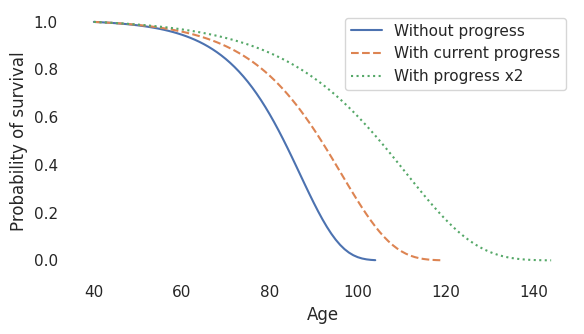 1.0
0.8
0.6
0.4
0.2
0.0
Probability of survival
Without progress
With current progress
With progress x2
40 60 80 100 120 140
Age